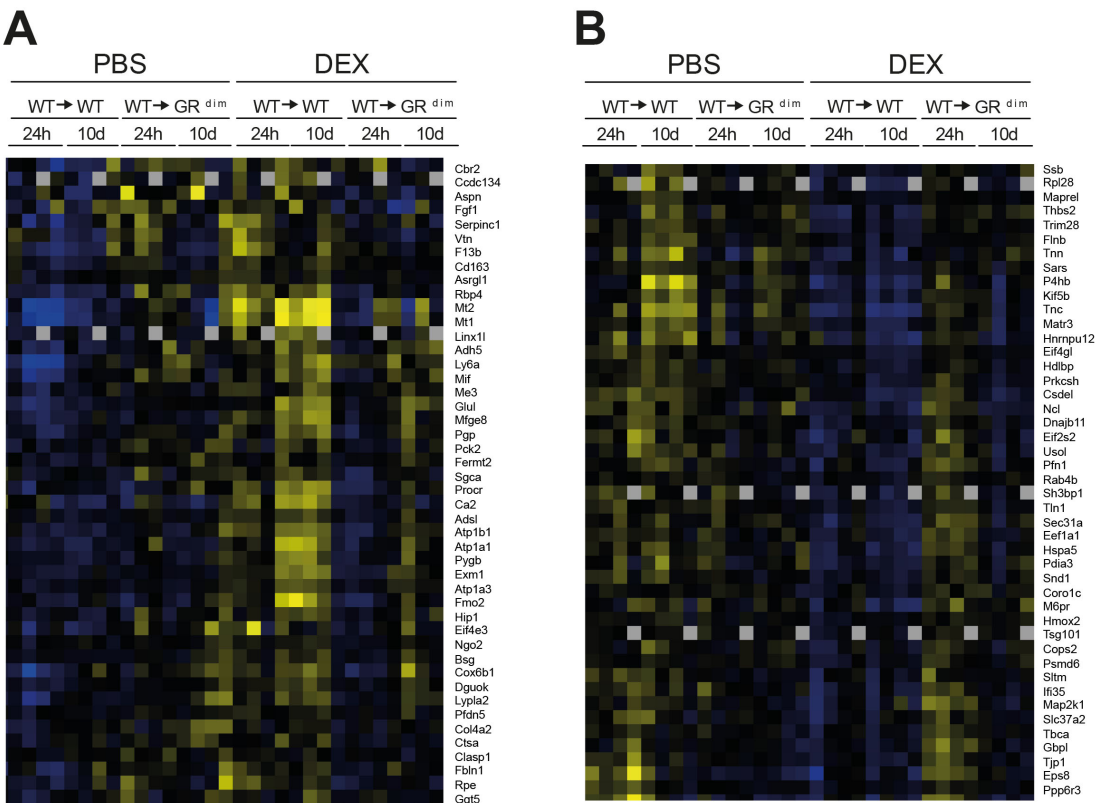 A
PBS DEX
WT → WT WT → GR dim WT → WT WT → GR dim
24h 10d 24h 10d 24h 10d 24h 10d
Cbr2
Ccdc134
Aspn
Fgf1
Serpinc1
Vtn
F13b
Cd163
Asrgl1
Rbp4
Mt2
Mt1
Linx1l
Adh5
Ly6a
Mif
Me3
Glul
Mfge8
Pgp
Pck2
Fermt2
Sgca
Procr
Ca2
Adsl
Atp1b1
Atp1a1
Pygb
Exm1
Atp1a3
Fmo2
Hip1
Eif4e3
Ngo2
Bsg
Cox6b1
Dguok
Lypla2
Pfdn5
Col4a2
Ctsa
Clasp1
Fbln1
Rpe
Ggt5
B
PBS DEX
WT → WT WT → GR dim WT → WT WT → GR dim
24h 10d 24h 10d 24h 10d 24h 10d
Ssb
Rpl28
Maprel
Thbs2
Trim28
Flnb
Tnn
Sars
P4hb
Kif5b
Tnc
Matr3
Hnrnpu12
Eif4gl
Hdlbp
Prkcsh
Csdel
Ncl
Dnajb11
Eif2s2
Usol
Pfn1
Rab4b
Sh3bp1
Tln1
Sec31a
Eef1a1
Hspa5
Pdia3
Snd1
Coro1c
M6pr
Hmox2
Tsg101
Cops2
Psmd6
Sltm
Ifi35
Map2k1
Slc37a2
Tbca
Gbpl
Tjp1
Eps8
Ppp6r3